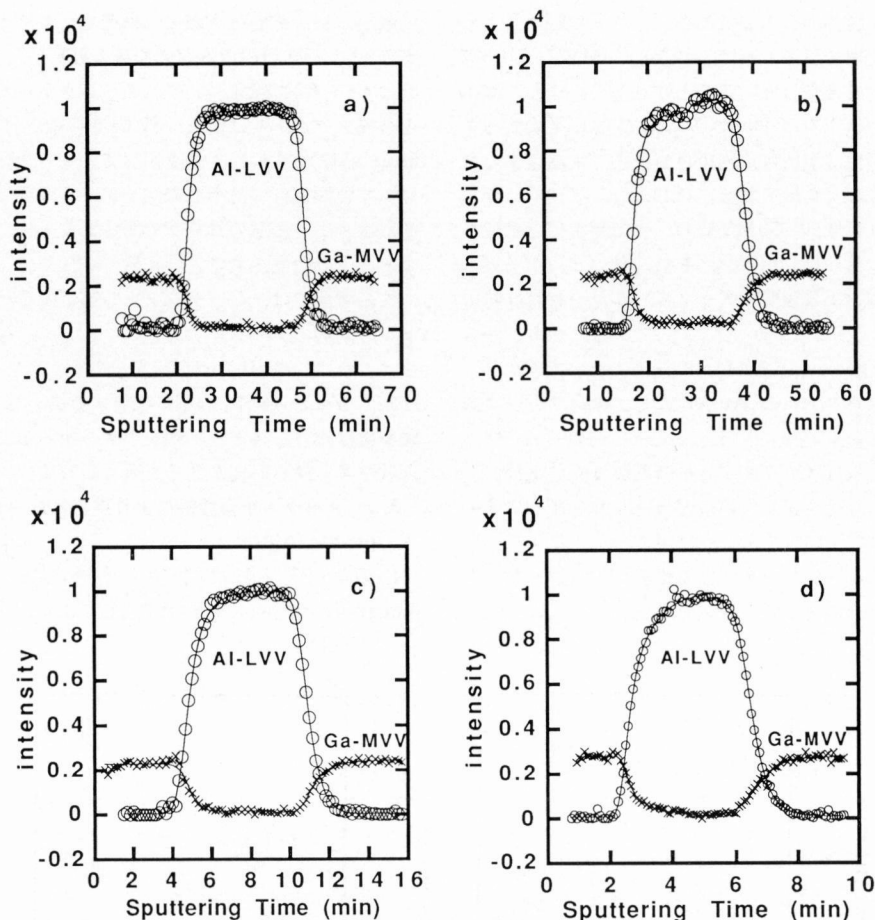 x10⁴
1.2
1
0.8
0.6
0.4
0.2
0
-0.2
intensity
a)
Al-LVV
Ga-MVV
0 10 20 30 40 50 60 70
Sputtering Time (min)
x10⁴
1.2
1
0.8
0.6
0.4
0.2
0
-0.2
intensity
b)
Al-LVV
Ga-MVV
0 10 20 30 40 50 60
Sputtering Time (min)
x10⁴
1.2
1
0.8
0.6
0.4
0.2
0
-0.2
intensity
c)
Al-LVV
Ga-MVV
0 2 4 6 8 10 12 14 16
Sputtering Time (min)
x10⁴
1.2
1
0.8
0.6
0.4
0.2
0
-0.2
intensity
d)
Al-LVV
Ga-MVV
0 2 4 6 8 10
Sputtering Time (min)